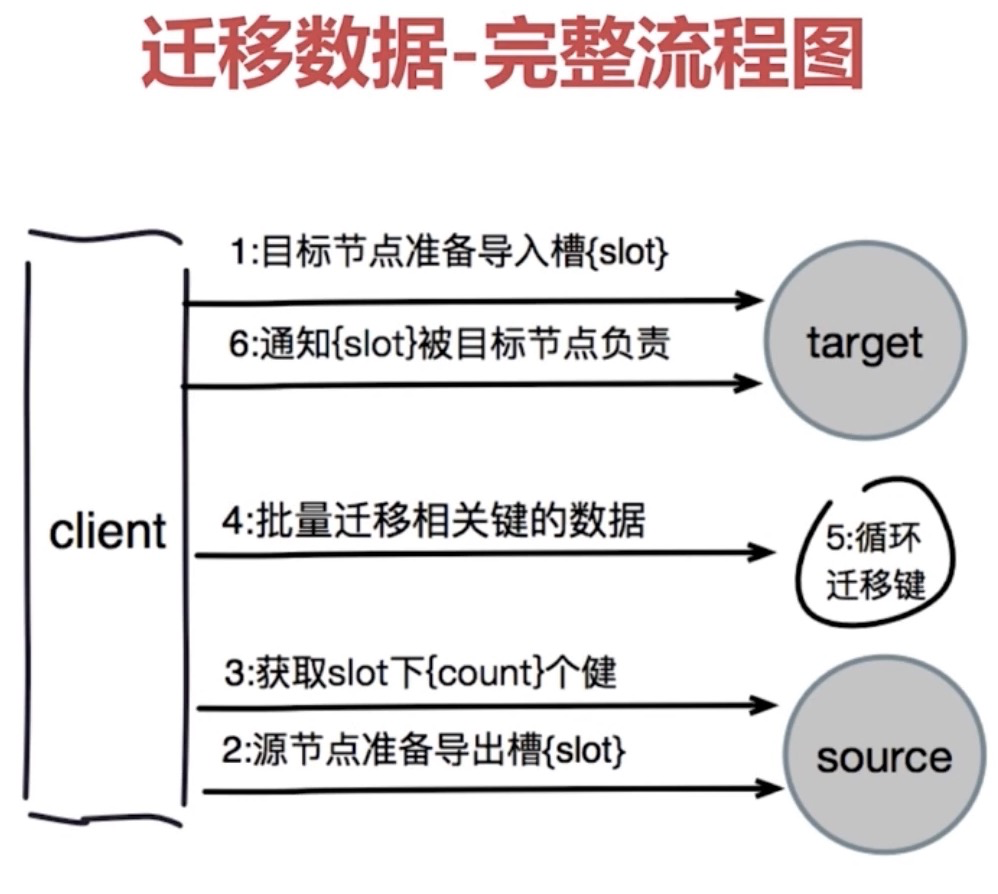 迁移数据-完整流程图
1:目标节点准备导入槽{slot}
6:通知{slot}被目标节点负责
target
client
4:批量迁移相关键的数据
5:循环
迁移键
3:获取slot下{count}个健
2:源节点准备导出槽{slot}
source